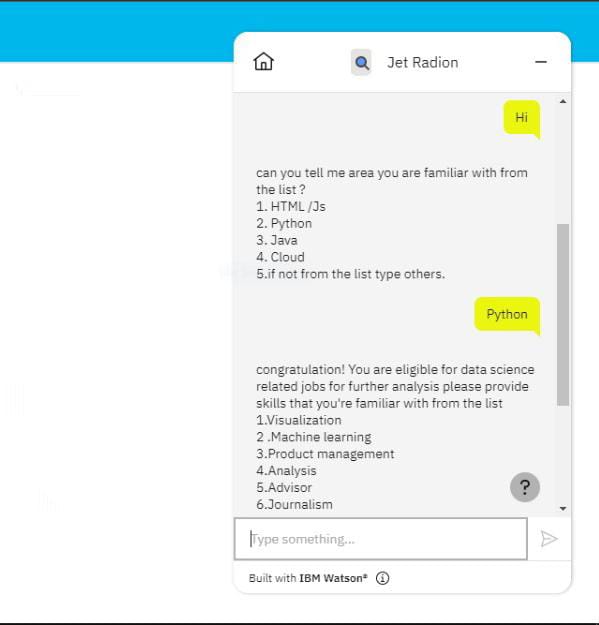 Jet Radion
Hi
can you tell me area you are familiar with from
the list ?
1. HTML /Js
2. Python
3. Java
4. Cloud
5.if not from the list type others.
Python
congratulation! You are eligible for data science
related jobs for further analysis please provide
skills that you're familiar with from the list
1.Visualization
2 .Machine learning
3.Product management
4.Analysis
5.Advisor
6.Journalism
?
Type something...
Built with IBM Watson®